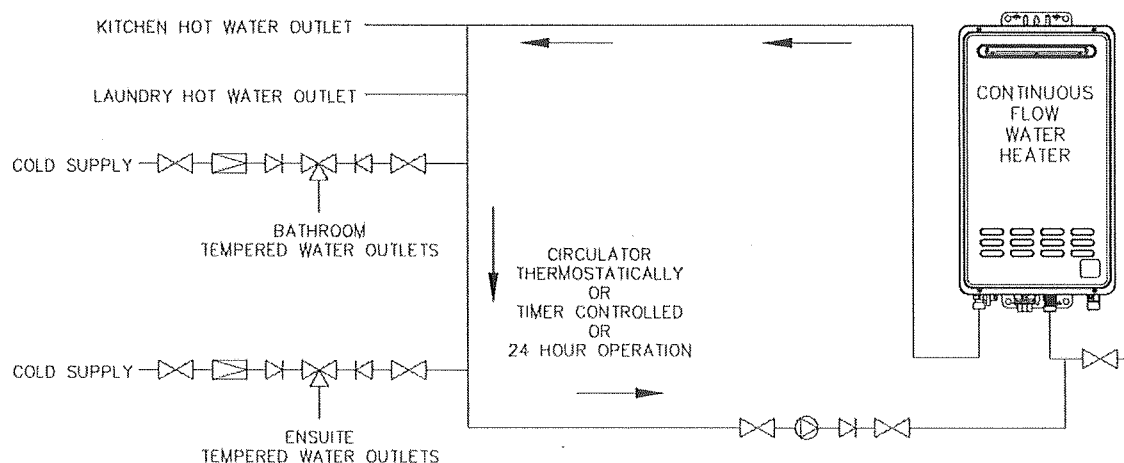 KITCHEN HOT WATER OUTLET
LAUNDRY HOT WATER OUTLET
COLD SUPPLY
BATHROOM
TEMPERED WATER OUTLETS
CIRCULATOR
THERMOSTATICALLY
OR
TIMER CONTROLLED
OR
24 HOUR OPERATION
COLD SUPPLY
ENSUITE
TEMPERED WATER OUTLETS
CONTINUOUS
FLOW
WATER
HEATER